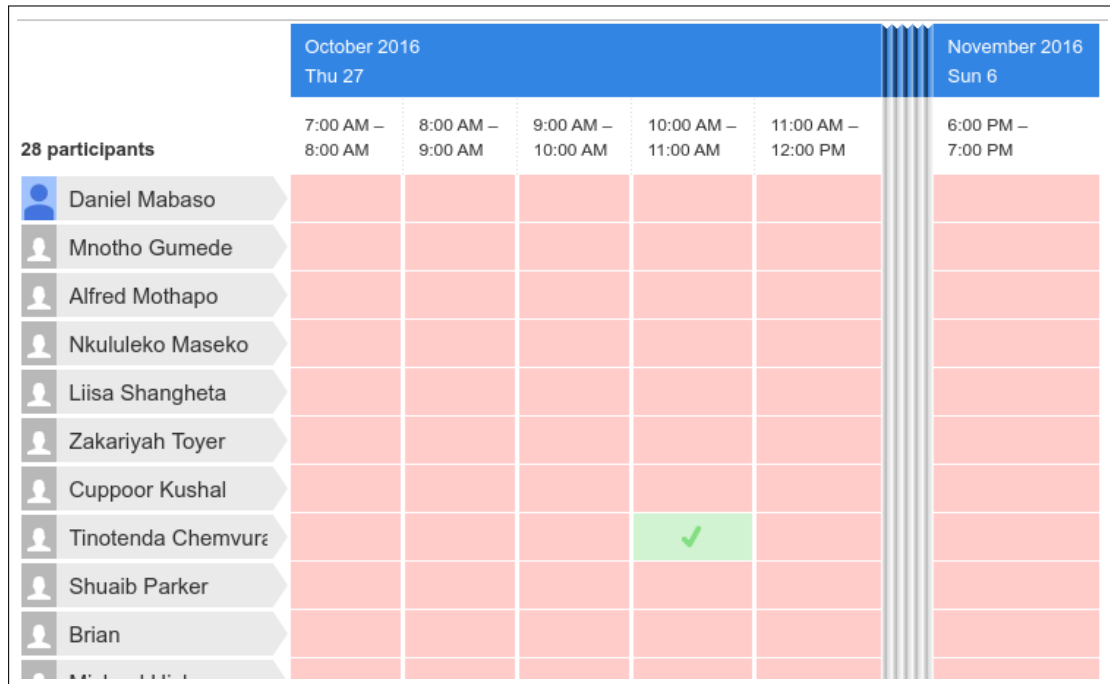 October 2016
November 2016
Thu 27
Sun 6
7:00 AM –
8:00 AM –
9:00 AM –
10:00 AM –
11:00 AM –
6:00 PM –
28 participants
8:00 AM
9:00 AM
10:00 AM
11:00 AM
12:00 PM
7:00 PM
Daniel Mabaso
Mnotho Gumede
Alfred Mothapo
Nkululeko Maseko
Liisa Shangheta
Zakariyah Toyer
Cuppoor Kushal
Tinotenda Chemvura
Shuaib Parker
Brian